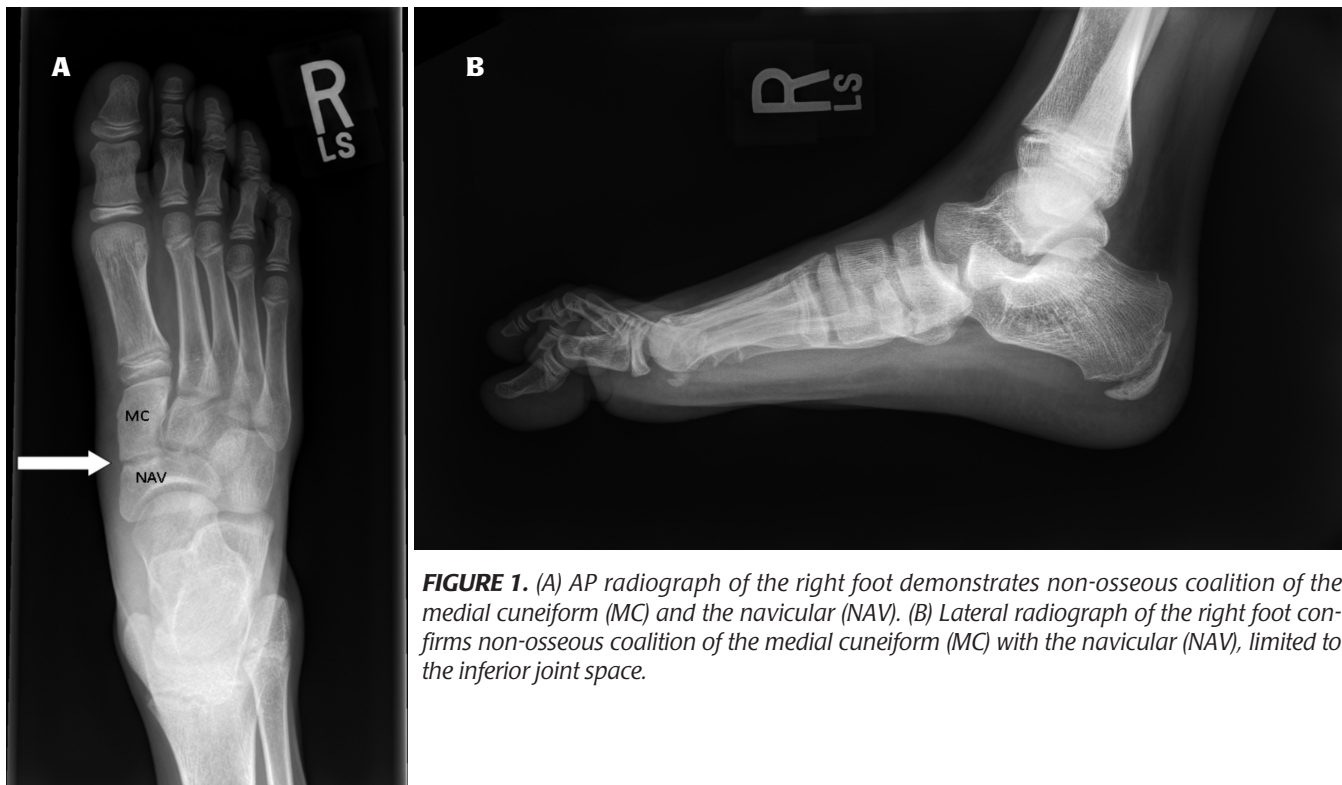 A
R
LS
MC
NAV
B
R
LS
FIGURE 1. (A) AP radiograph of the right foot demonstrates non-osseous coalition of the
medial cuneiform (MC) and the navicular (NAV). (B) Lateral radiograph of the right foot con-
firms non-osseous coalition of the medial cuneiform (MC) with the navicular (NAV), limited to
the inferior joint space.